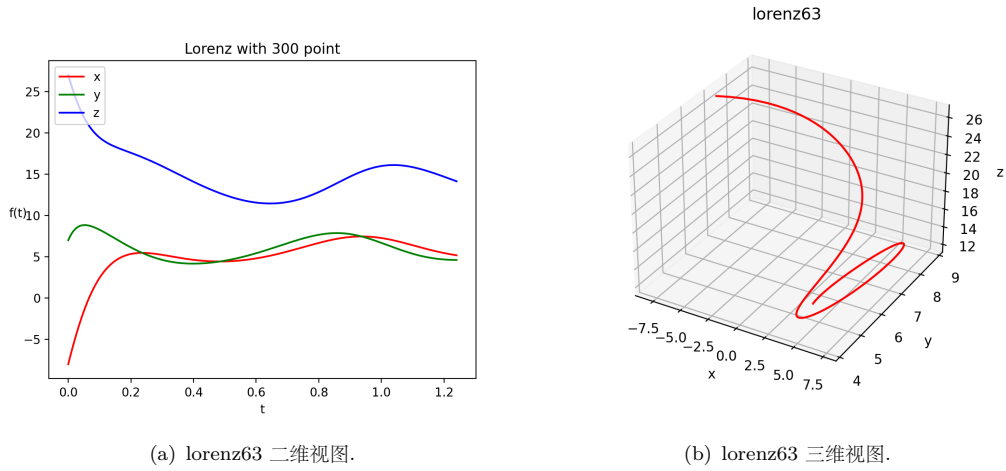 lorenz63
Lorenz with 300 point
x
y
z
25
20
15
10
5
0
−5
f(t)
0.0 0.2 0.4 0.6 0.8 1.0 1.2
t
26
24
22
20
18
16
14
12
z
9
8
7
6
5
4
y
−7.5 −5.0 −2.5 0.0 2.5 5.0 7.5
x
(a) lorenz63 二维视图.
(b) lorenz63 三维视图.